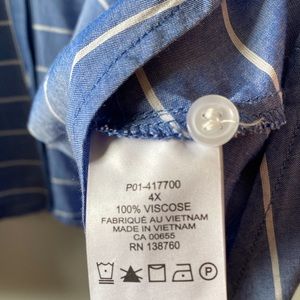 P01-417700
4X
100% VISCOSE
FABRIQUÉ AU VIETNAM
MADE IN VIETNAM
CA 00655
RN 138760
P